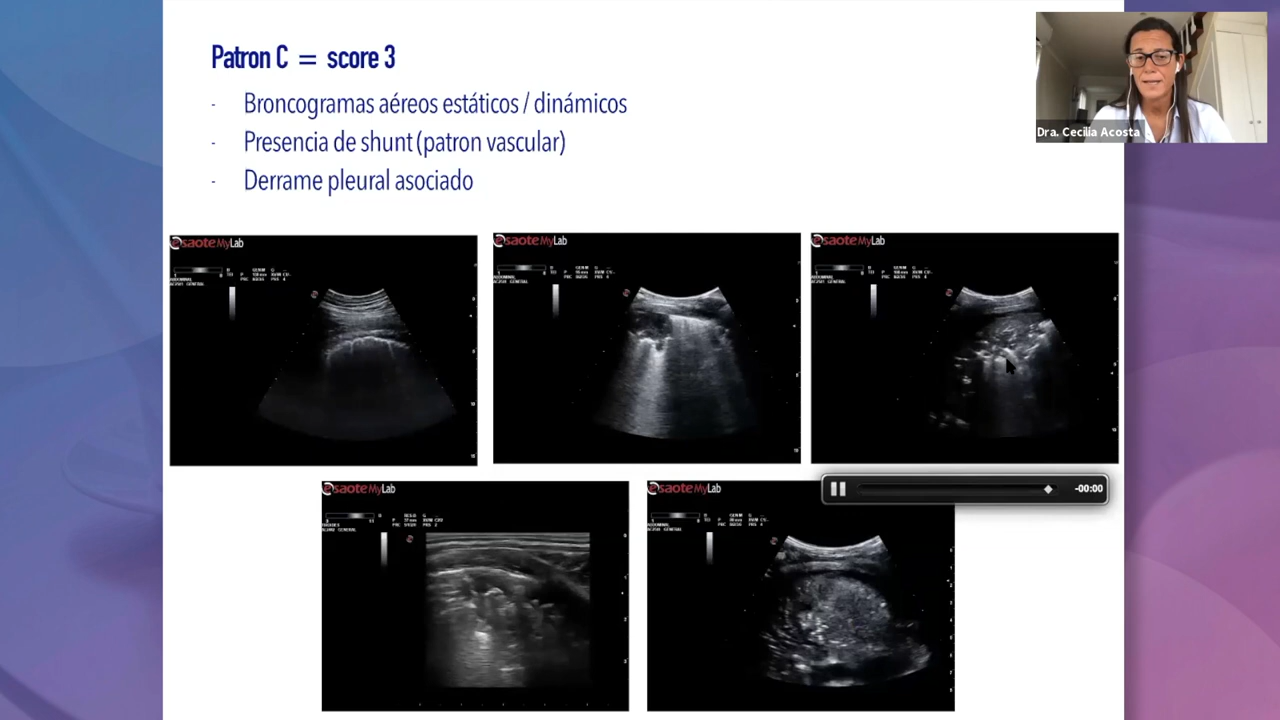 Patron C = score 3
- Broncogramas aéreos estáticos / dinámicos
- Presencia de shunt (patron vascular)
- Derrame pleural asociado
Dra. Cecilia Acosta
esaote MyLab
esaote MyLab
esaote MyLab
-00:00
esaote MyLab
esaote MyLab